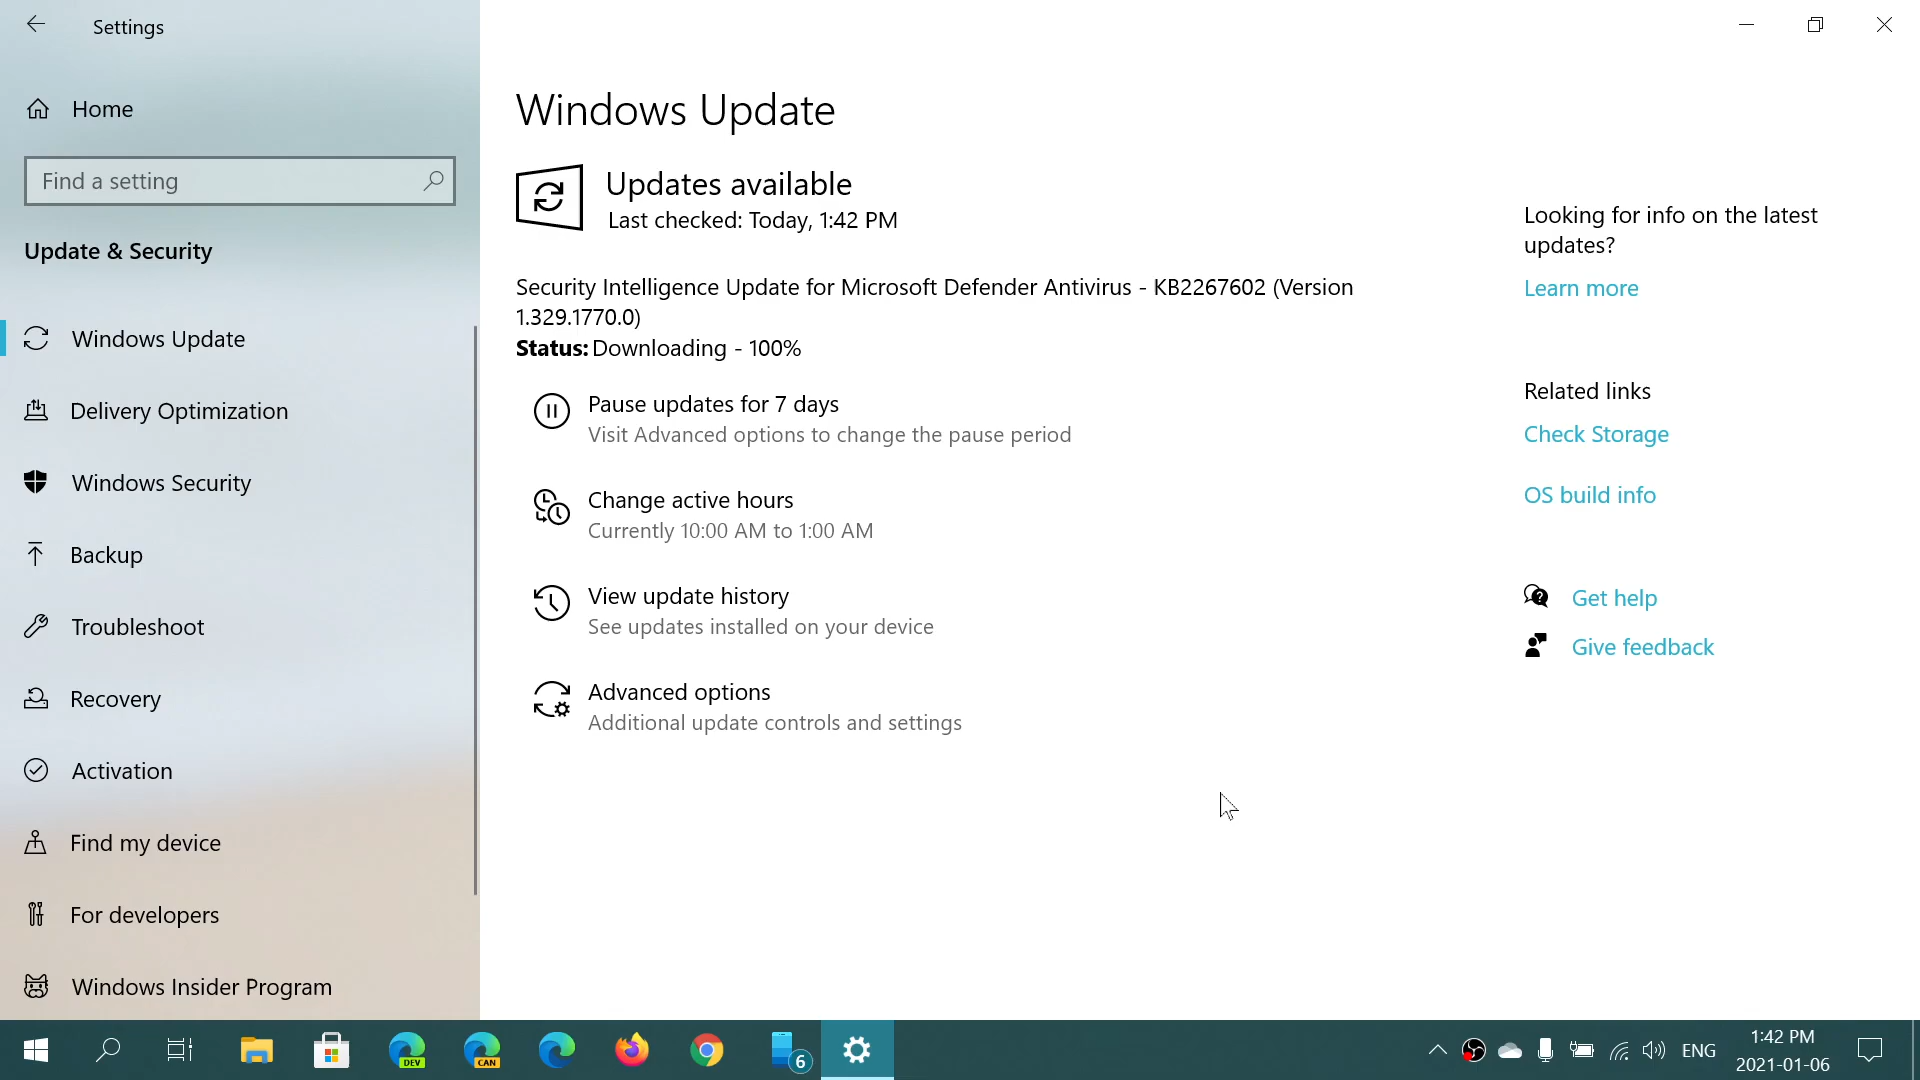 Settings
Home
Find a setting
Update & Security
Windows Update
Delivery Optimization
Windows Security
Backup
Troubleshoot
Recovery
Activation
Find my device
For developers
Windows Insider Program
Windows Update
Updates available
Last checked: Today, 1:42 PM
Security Intelligence Update for Microsoft Defender Antivirus - KB2267602 (Version
1.329.1770.0)
Status: Downloading - 100%
Pause updates for 7 days
Visit Advanced options to change the pause period
Change active hours
Currently 10:00 AM to 1:00 AM
View update history
See updates installed on your device
Advanced options
Additional update controls and settings
Looking for info on the latest
updates?
Learn more
Related links
Check Storage
OS build info
Get help
Give feedback
DEV
CAN
6
ENG
1:42 PM
2021-01-06